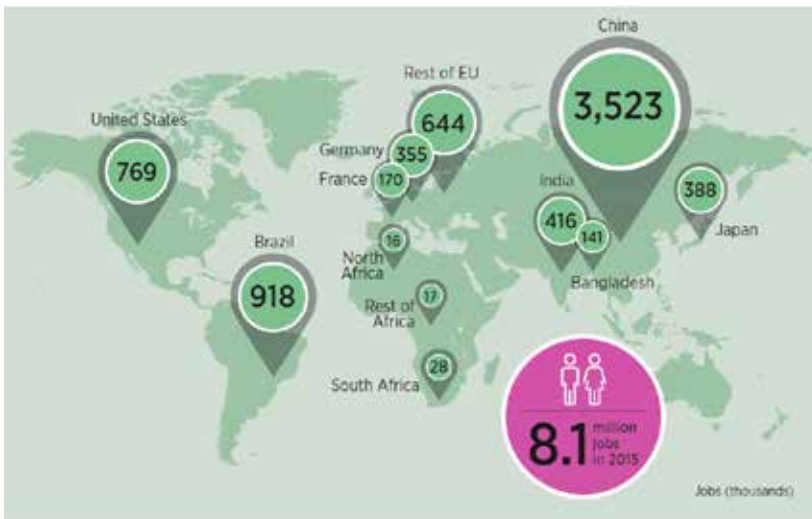 China
3,523
Rest of EU
644
United States
769
Germany
355
France
170
India
416
141
Bangladesh
388
Japan
Brazil
918
16
North
Africa
17
Rest of
Africa
28
South Africa
8.1
million
jobs
in 2015
Jobs (thousands)